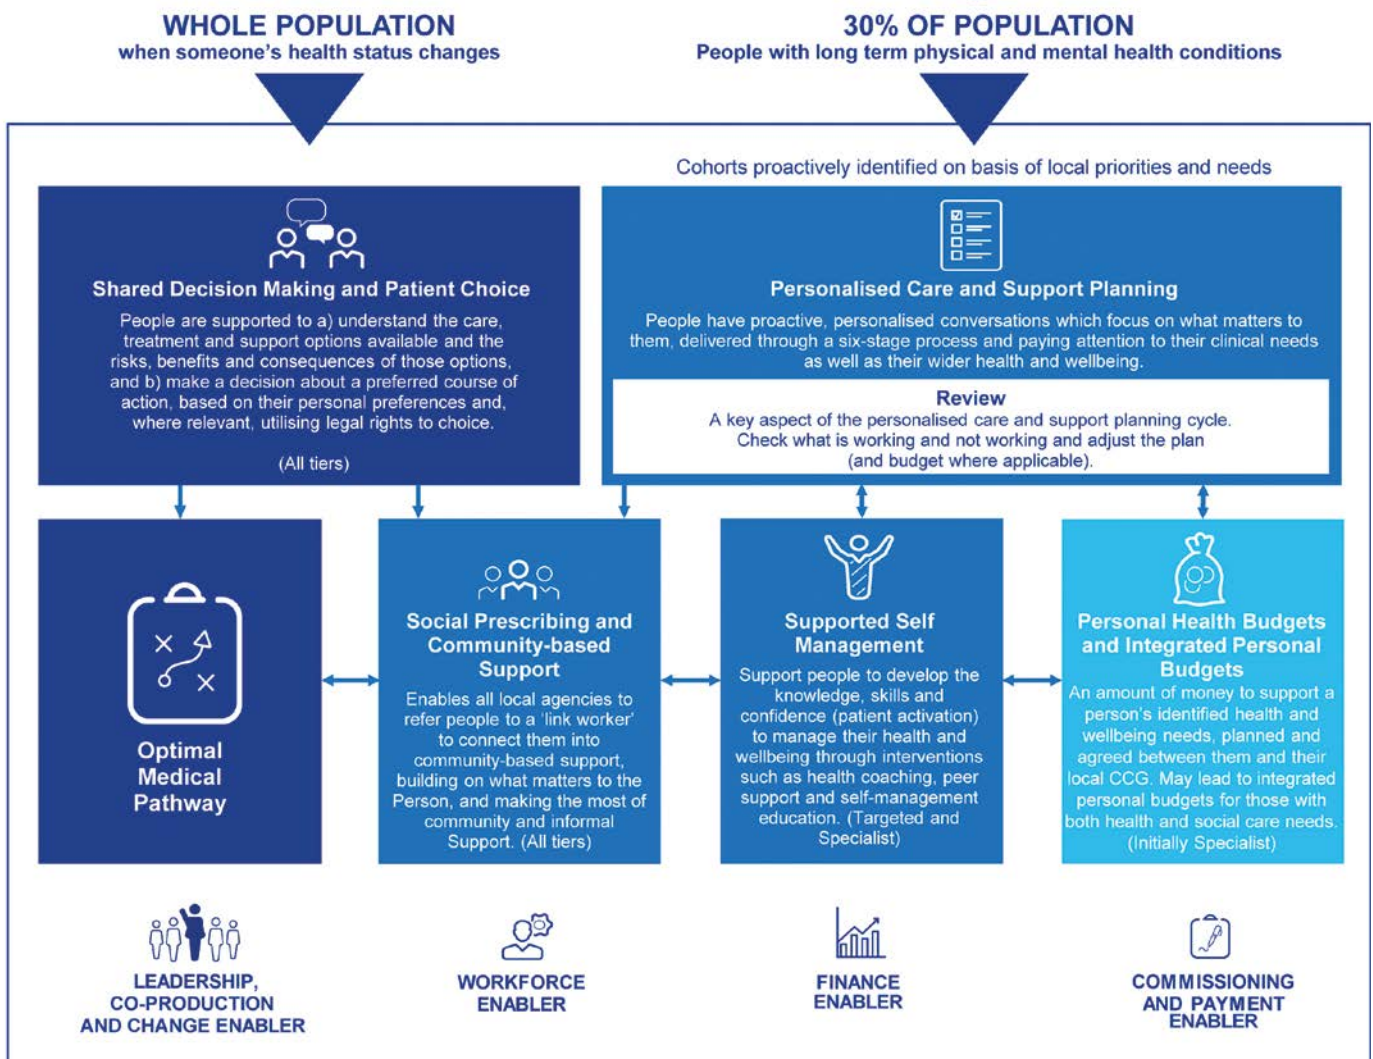 WHOLE POPULATION
when someone's health status changes
30% OF POPULATION
People with long term physical and mental health conditions
Cohorts proactively identified on basis of local priorities and needs
Shared Decision Making and Patient Choice
People are supported to a) understand the care,
treatment and support options available and the
risks, benefits and consequences of those options,
and b) make a decision about a preferred course of
action, based on their personal preferences and,
where relevant, utilising legal rights to choice.
(All tiers)
Personalised Care and Support Planning
People have proactive, personalised conversations which focus on what matters to
them, delivered through a six-stage process and paying attention to their clinical needs
as well as their wider health and wellbeing.
Review
A key aspect of the personalised care and support planning cycle.
Check what is working and not working and adjust the plan
(and budget where applicable).
Optimal
Medical
Pathway
Social Prescribing and
Community-based
Support
Enables all local agencies to
refer people to a 'link worker'
to connect them into
community-based support,
building on what matters to the
Person, and making the most of
community and informal
Support. (All tiers)
Supported Self
Management
Support people to develop the
knowledge, skills and
confidence (patient activation)
to manage their health and
wellbeing through interventions
such as health coaching, peer
support and self-management
education. (Targeted and
Specialist)
Personal Health Budgets
and Integrated Personal
Budgets
An amount of money to support a
person's identified health and
wellbeing needs, planned and
agreed between them and their
local CCG. May lead to integrated
personal budgets for those with
both health and social care needs.
(Initially Specialist)
LEADERSHIP,
CO-PRODUCTION
AND CHANGE ENABLER
WORKFORCE
ENABLER
FINANCE
ENABLER
COMMISSIONING
AND PAYMENT
ENABLER